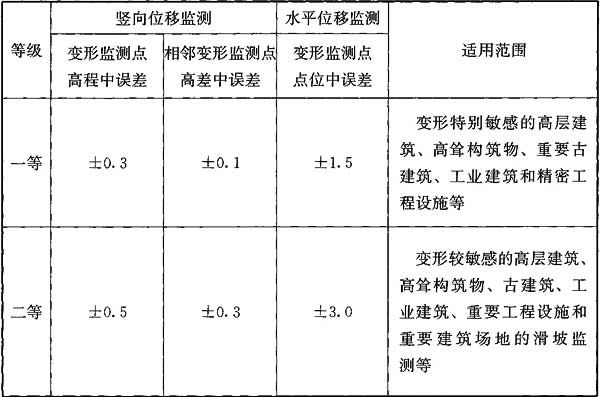 竖向位移监测 水平位移监测
等级 适用范围
变形监测点 相邻变形监测点 变形监测点
高程中误差 高差中误差 点位中误差
变形特别敏感的高层建
筑、高耸构筑物、重要古
一等 ±0.3 ±0.1 ±1.5
建筑、工业建筑和精密工
程设施等
变形较敏感的高层建筑、
高耸构筑物、古建筑、工
二等 ±0.5 ±0.3 ±3.0
业建筑、重要工程设施和
重要建筑场地的滑坡监
测等